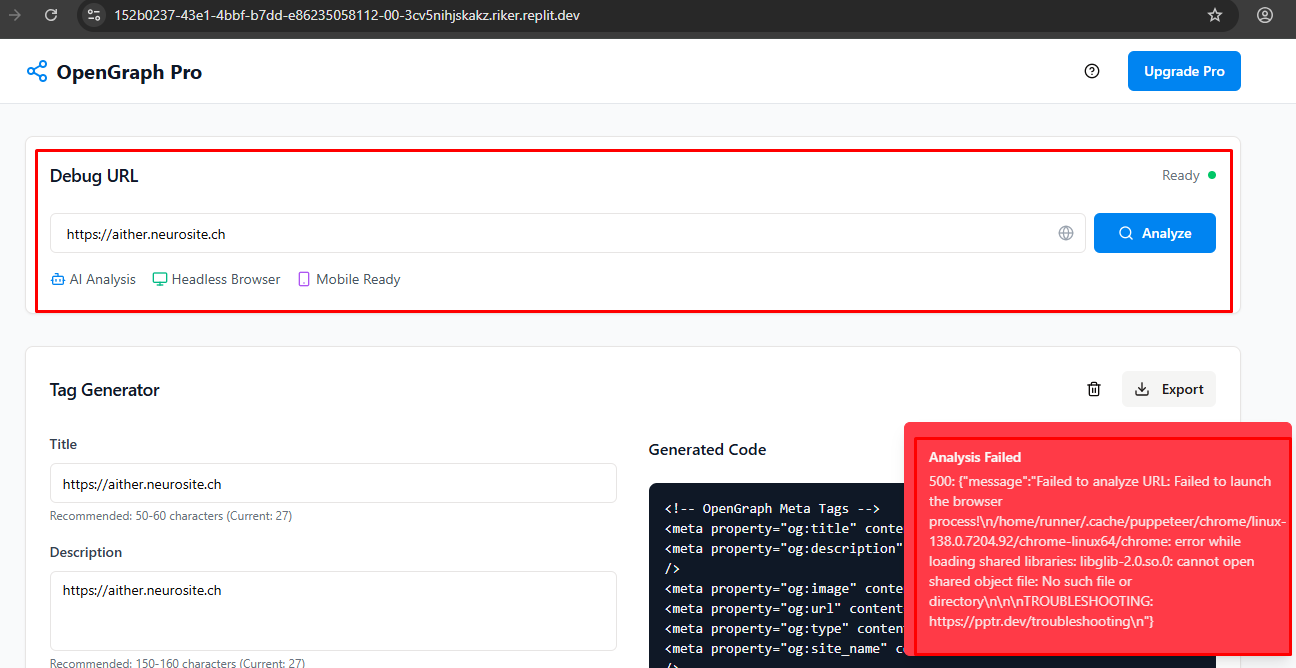 152b0237-43e1-4bbf-b7dd-e86235058112-00-3cv5nihjskakz.riker.replit.dev
OpenGraph Pro
Upgrade Pro
Debug URL
Ready
https://aither.neurosite.ch
Analyze
AI Analysis
Headless Browser
Mobile Ready
Tag Generator
Export
Title
https://aither.neurosite.ch
Recommended: 50-60 characters (Current: 27)
Description
https://aither.neurosite.ch
Recommended: 150-160 characters (Current: 27)
Generated Code
<!-- OpenGraph Meta Tags -->
<meta property="og:title" conte
<meta property="og:description"
/>
<meta property="og:image" conte
<meta property="og:url" content
<meta property="og:type" conten
<meta property="og:site_name" c
/>
Analysis Failed
500: {"message":"Failed to analyze URL: Failed to launch
the browser
process!\n/home/runner/.cache/puppeteer/chrome/linux-
138.0.7204.92/chrome-linux64/chrome: error while
loading shared libraries: libglib-2.0.so.0: cannot open
shared object file: No such file or
directory\n\n\nTROUBLESHOOTING:
https://pptr.dev/troubleshooting\n"}